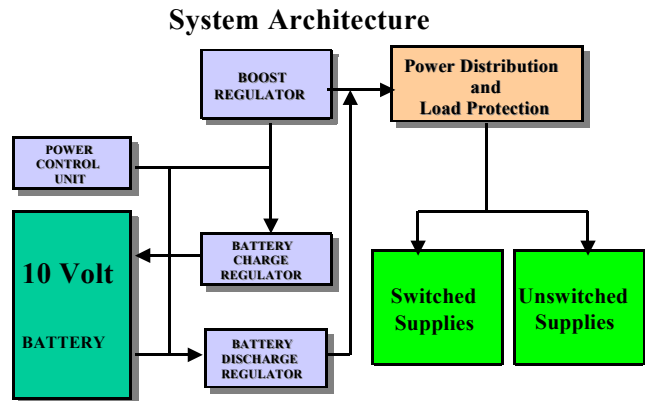 System Architecture
BOOST
REGULATOR
Power Distribution
and
Load Protection
POWER
CONTROL
UNIT
10 Volt
BATTERY
BATTERY
CHARGE
REGULATOR
BATTERY
DISCHARGE
REGULATOR
Switched
Supplies
Unswitched
Supplies